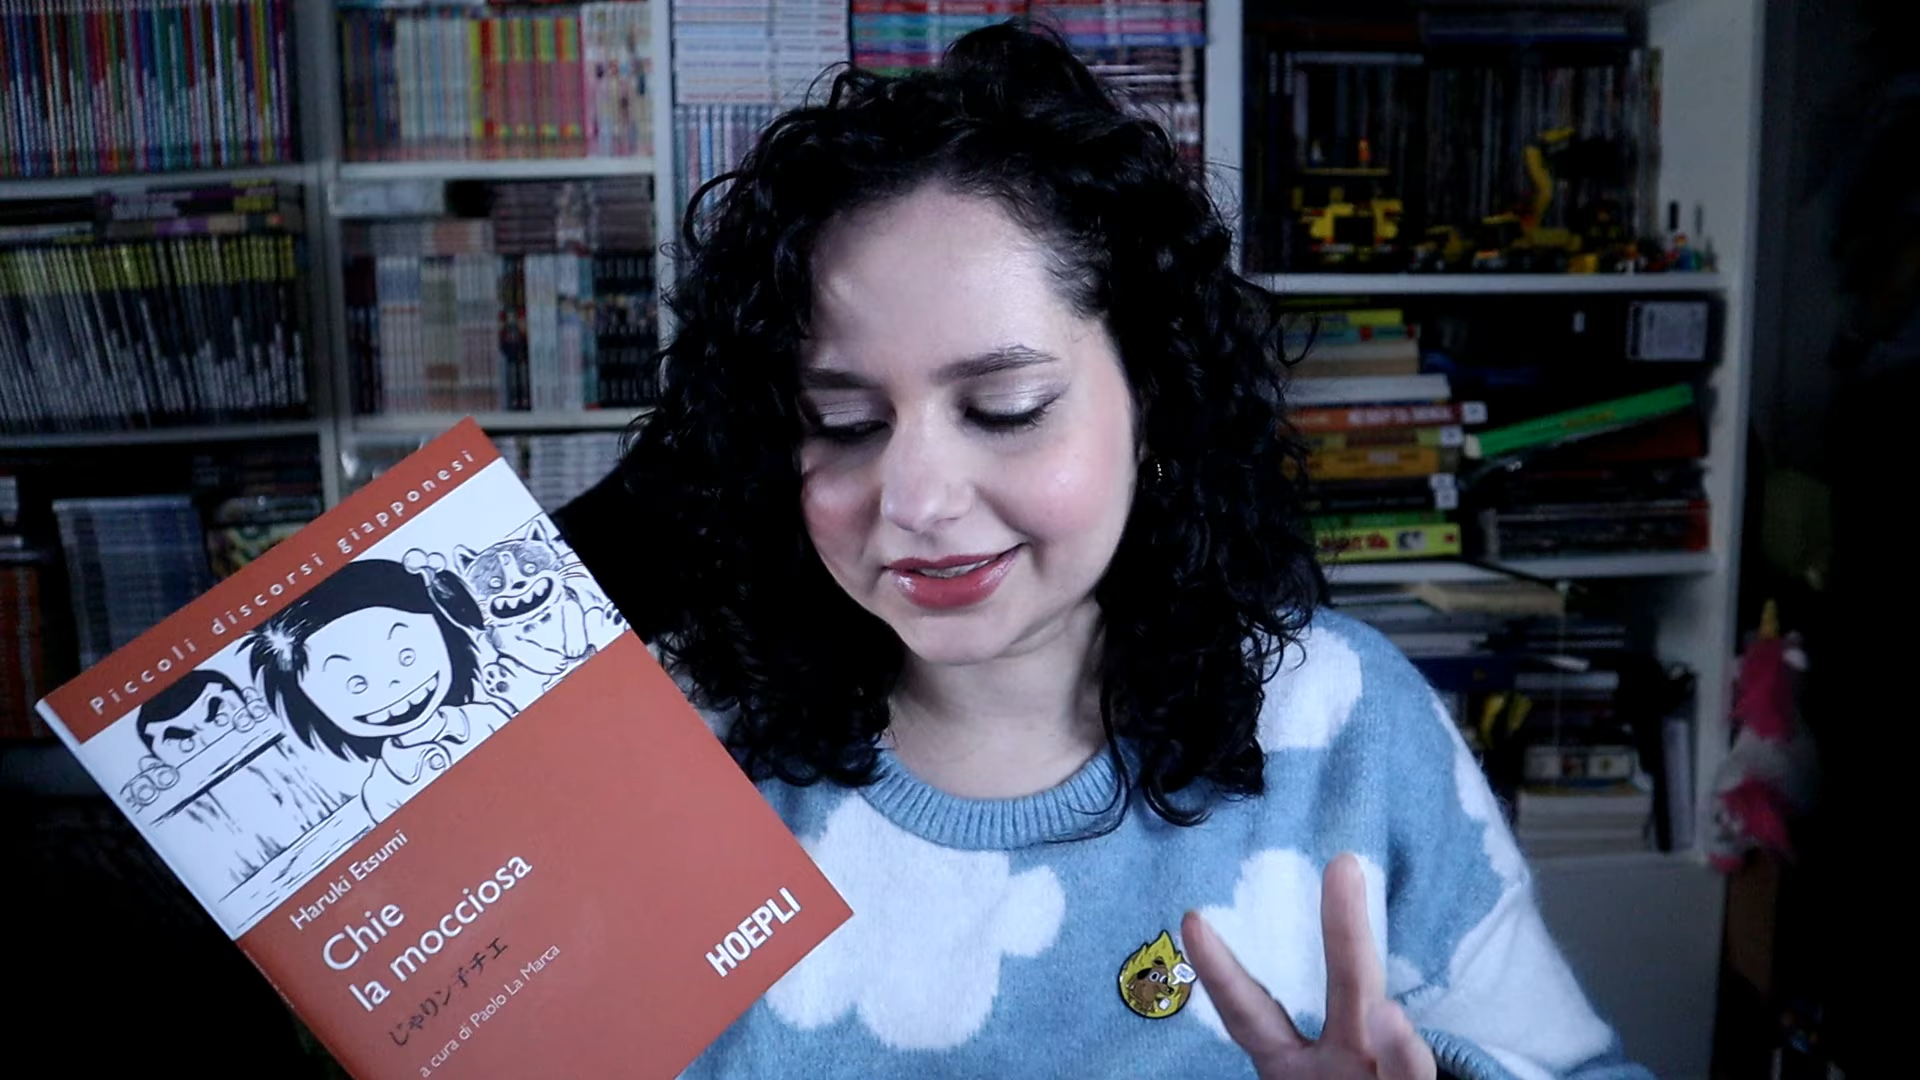 Piccoli discorsi giapponesi
Haruki Etsumi
Chie
la mocciosa
じゃりン子チエ
a cura di Paolo La Marca
HOEPLI